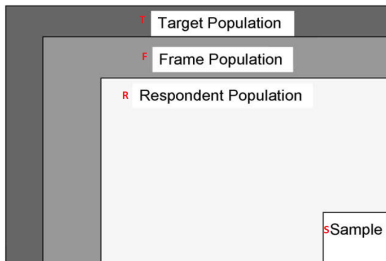 T Target Population
F Frame Population
R Respondent Population
S Sample